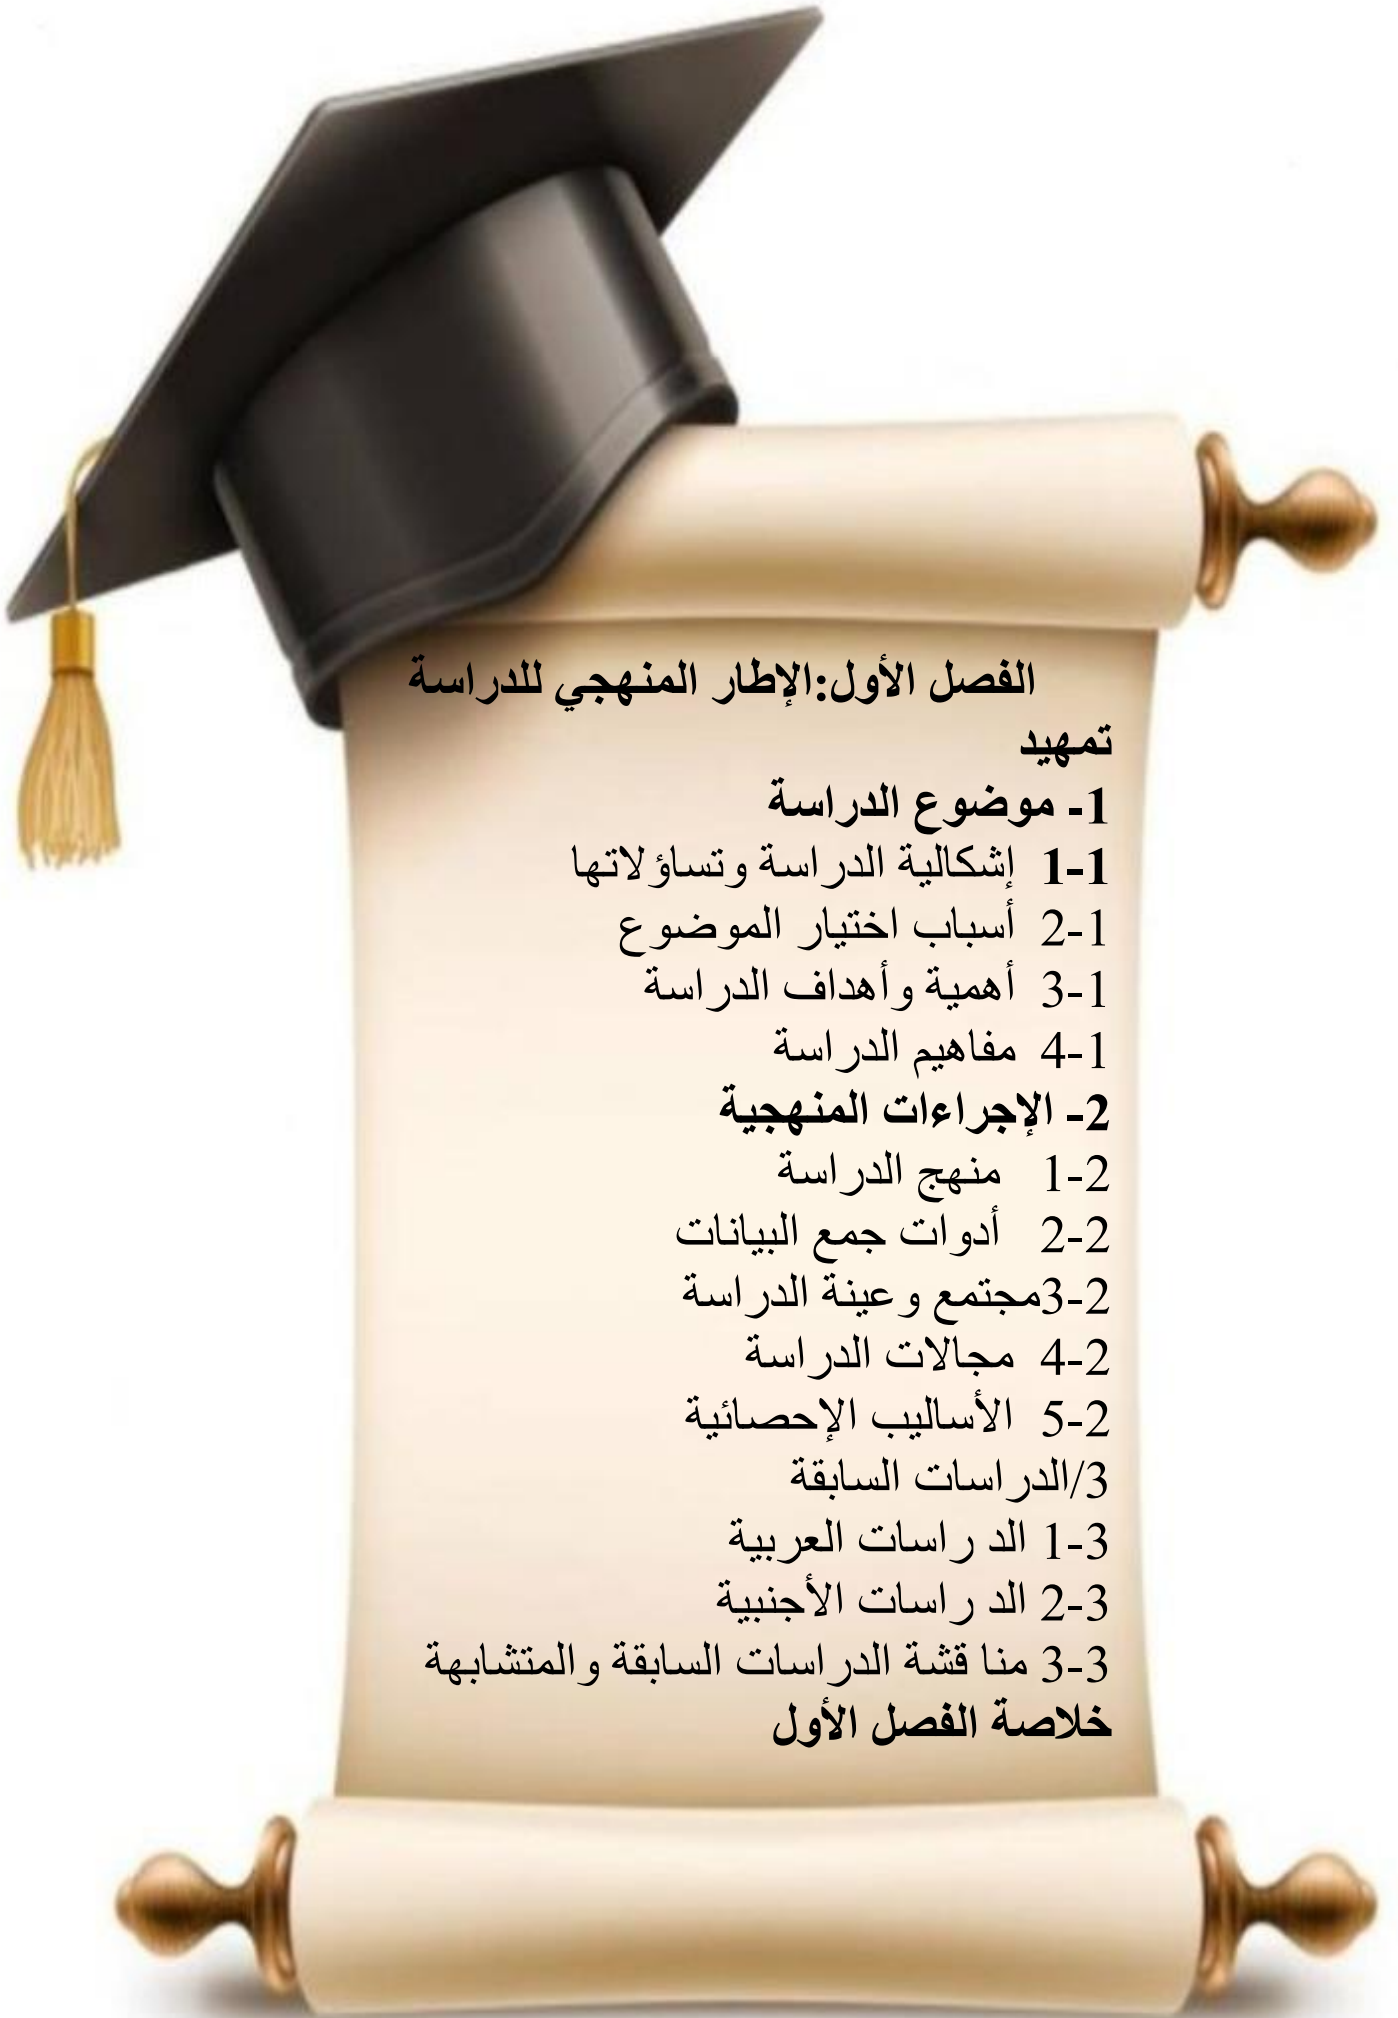 الفصل الأول:الإطار المنهجي للدراسة
تمهيد
1- موضوع الدراسة
1-1 إشكالية الدراسة وتساؤلاتها
2-1 أسباب اختيار الموضوع
3-1 أهمية وأهداف الدراسة
4-1 مفاهيم الدراسة
2- الإجراءات المنهجية
1-2 منهج الدراسة
2-2 أدوات جمع البيانات
3-2مجتمع وعينة الدراسة
4-2 مجالات الدراسة
5-2 الأساليب الإحصائية
3/الدراسات السابقة
1-3 الد راسات العربية
2-3 الد راسات الأجنبية
3-3 منا قشة الدراسات السابقة والمتشابهة
خلاصة الفصل الأول